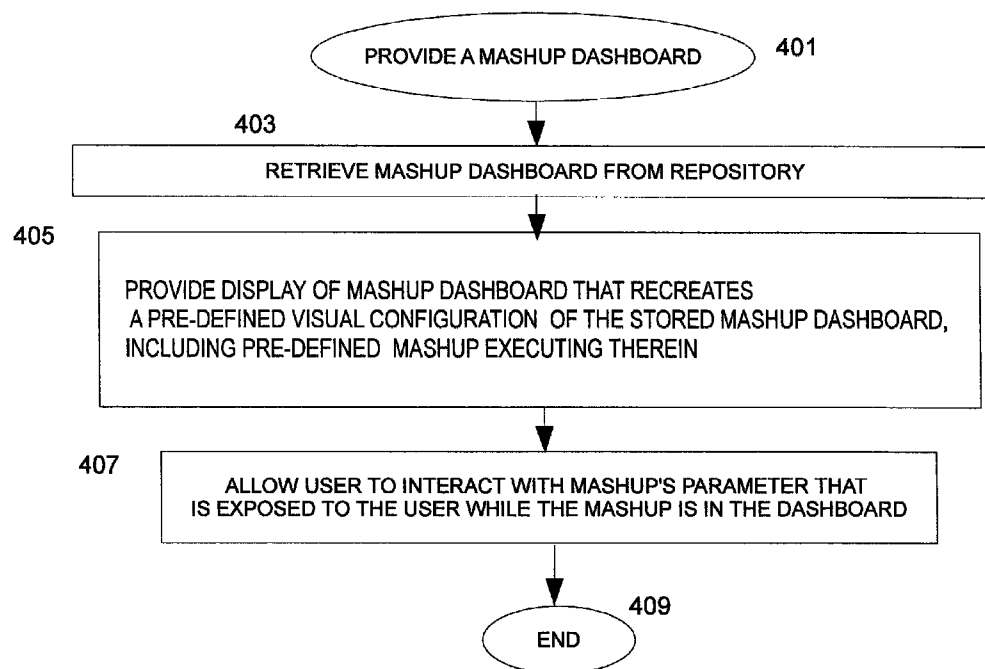 PROVIDE A MASHUP DASHBOARD
401
403
RETRIEVE MASHUP DASHBOARD FROM REPOSITORY
405
PROVIDE DISPLAY OF MASHUP DASHBOARD THAT RECREATES
A PRE-DEFINED VISUAL CONFIGURATION OF THE STORED MASHUP DASHBOARD,
INCLUDING PRE-DEFINED MASHUP EXECUTING THEREIN
407
ALLOW USER TO INTERACT WITH MASHUP'S PARAMETER THAT
IS EXPOSED TO THE USER WHILE THE MASHUP IS IN THE DASHBOARD
409
END